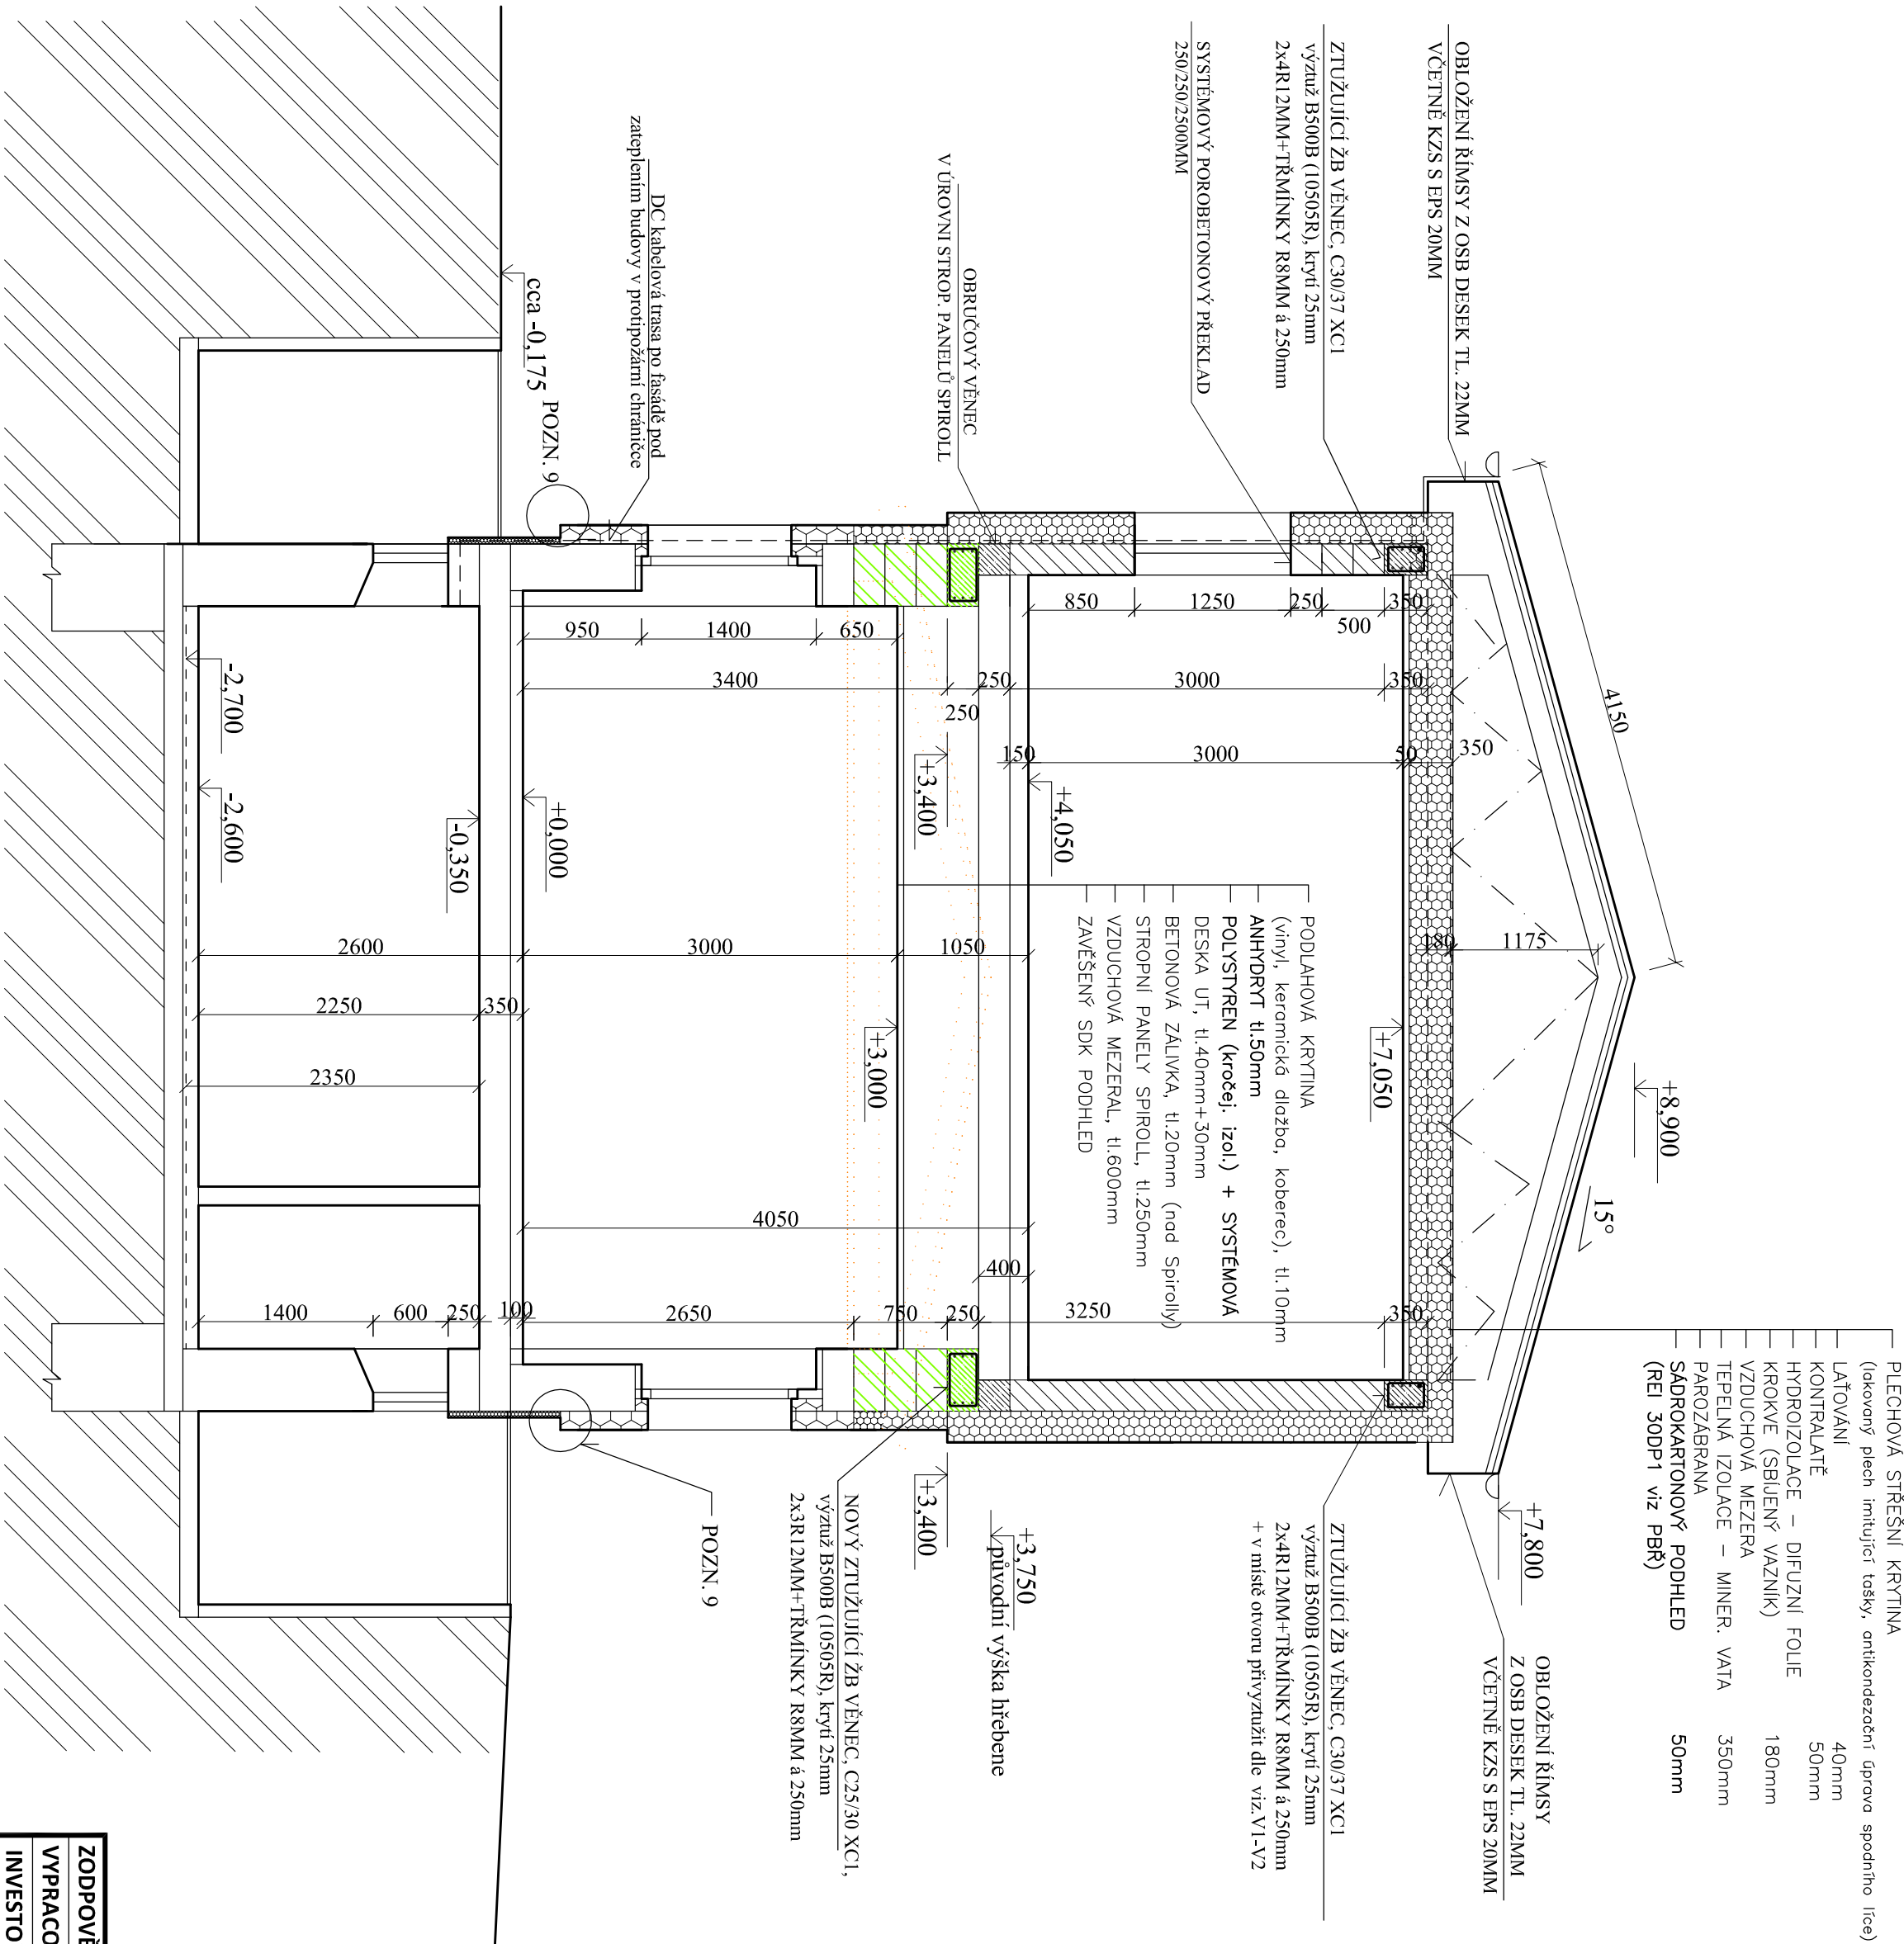 PLECHOVÁ STŘEŠNÍ KRYTINA
(lakovaný plech imitující tašky, antikondezační úprava spodního líce)
LAŤOVÁNÍ 40mm
KONTRALATĚ 50mm
HYDROIZOLACE – DIFUZNÍ FOLIE
KROKVE (SBÍJENÝ VAZNÍK) 180mm
VZDUCHOVÁ MEZERA
TEPELNÁ IZOLACE – MINER. VATA 350mm
PAROZÁBRANA
SÁDROKARTONOVÝ PODHLED 50mm
(REI 30DP1 viz PBŘ)
OBLOŽENÍ ŘÍMSY Z OSB DESEK TL. 22MM
VČETNĚ KZS S EPS 20MM
ZTUŽUJÍCÍ ŽB VĚNEC, C30/37 XC1
výztuž B500B (10505R), krytí 25mm
2x4R12MM+TŘMÍNKY R8MM á 250mm
SYSTÉMOVÝ POROBETONOVÝ PŘEKLAD
250/250/2500MM
OBRUČOVÝ VĚNEC
V ÚROVNI STROP. PANELŮ SPIROLL
DC kabelová trasa po fasádě pod
zateplením budovy v protipožární chráničce
cca -0,175
POZN. 9
4150
+8,900
15°
+7,800
OBLOŽENÍ ŘÍMSY
Z OSB DESEK TL. 22MM
VČETNĚ KZS S EPS 20MM
1175
180
350
+7,050
350
500
250
1250
850
350
3000
250
250
50
3000
150
+4,050
+3,400
PODLAHOVÁ KRYTINA
(vinyl, keramická dlažba, koberec), tl.10mm
ANHYDRYT tl.50mm
POLYSTYREN (kročej. izol.) + SYSTÉMOVÁ
DESKA UT, tl.40mm+30mm
BETONOVÁ ZÁLIVKA, tl.20mm (nad Spirolly)
STROPNÍ PANELY SPIROLL, tl.250mm
VZDUCHOVÁ MEZERAL, tl.600mm
ZAVĚŠENÝ SDK PODHLED
350
3250
400
250
750
2650
100
250
600
1400
ZTUŽUJÍCÍ ŽB VĚNEC, C30/37 XC1
výztuž B500B (10505R), krytí 25mm
2x4R12MM+TŘMÍNKY R8MM á 250mm
+ v místě otvoru přivyztužit dle viz.V1-V2
+3,750
původní výška hřebene
+3,400
NOVÝ ZTUŽUJÍCÍ ŽB VĚNEC, C25/30 XC1,
výztuž B500B (10505R), krytí 25mm
2x3R12MM+TŘMÍNKY R8MM á 250mm
POZN. 9
650
1400
950
3400
1050
3000
2600
+3,000
4050
+0,000
-0,350
350
2250
2350
-2,600
-2,700
ZODPOVĚ
VYPRACO
INVESTO